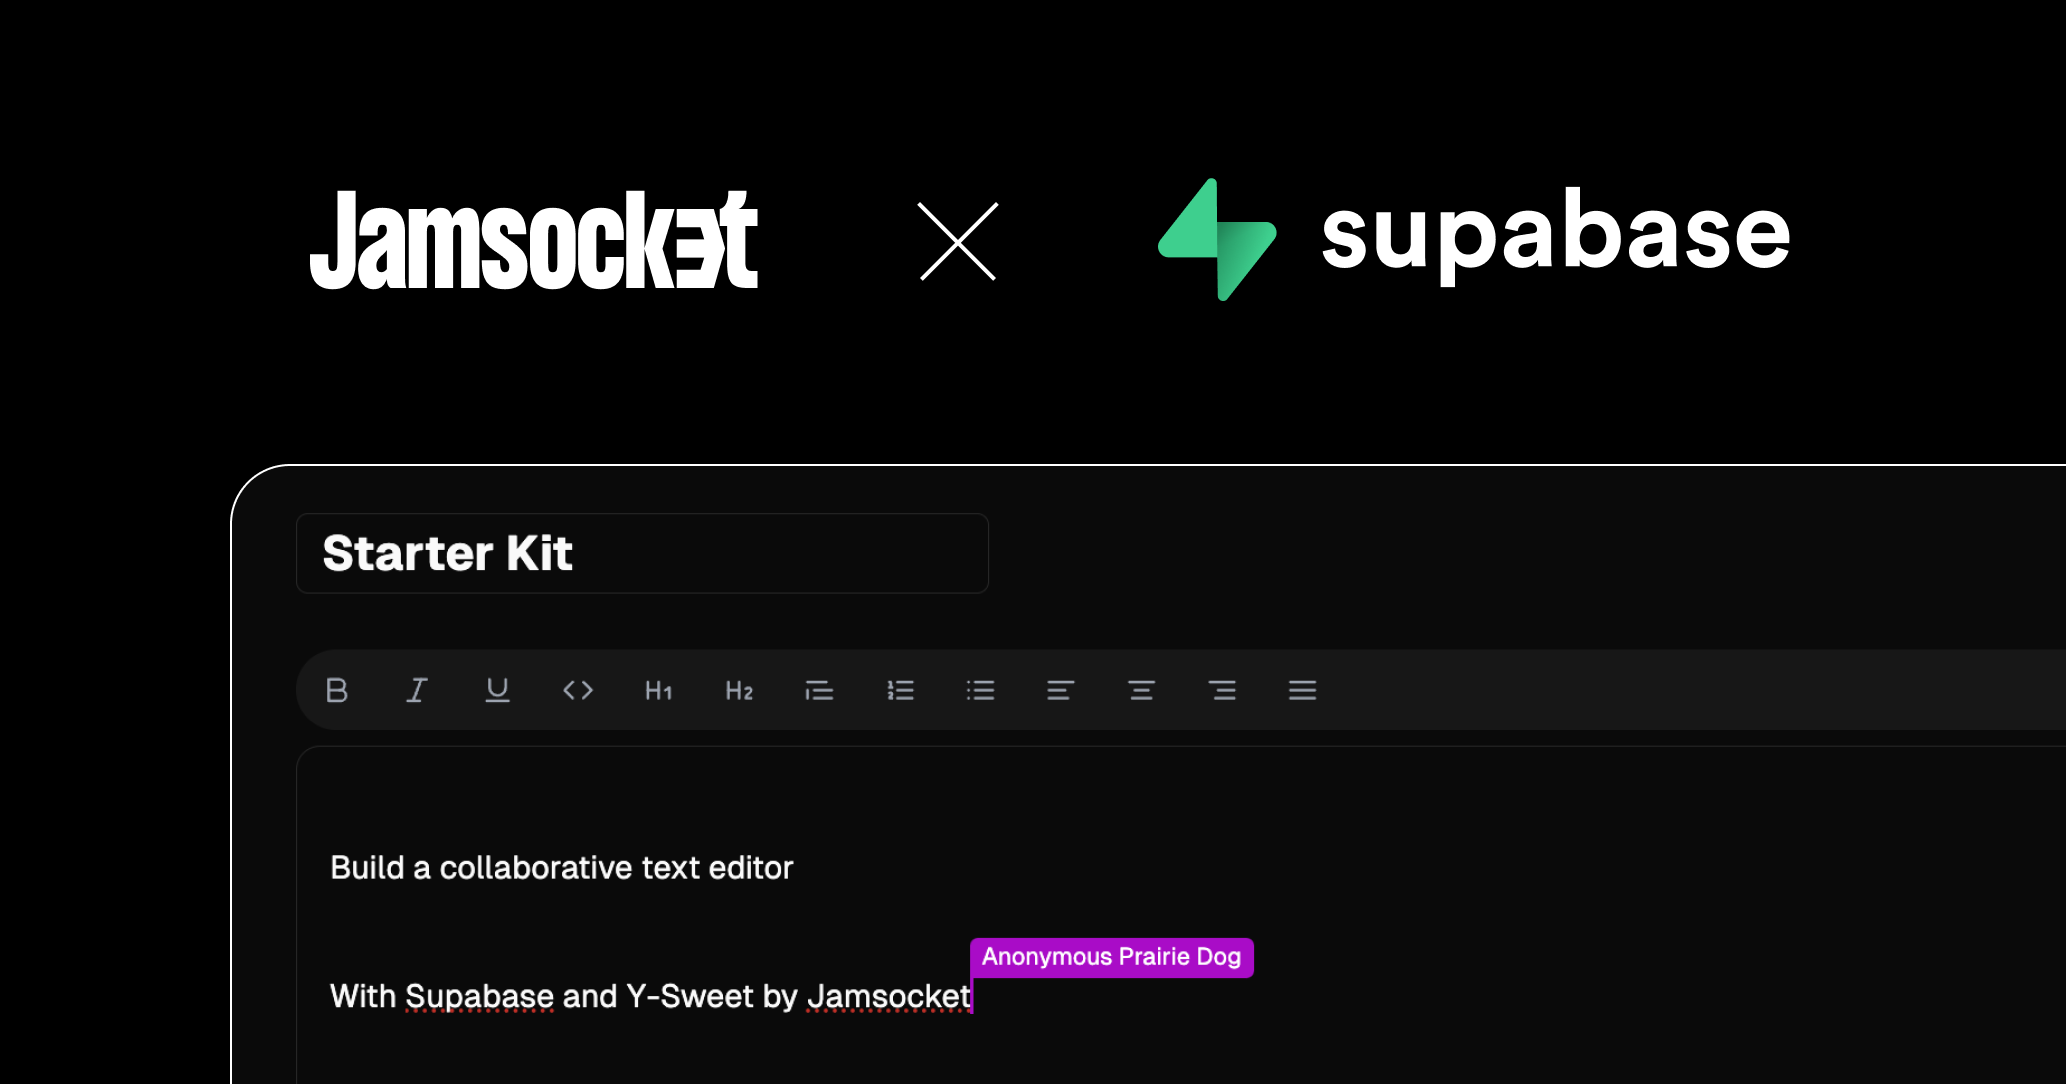 Jamsocket
supabase
Starter Kit
B I U <> H1 H2
Build a collaborative text editor
Anonymous Prairie Dog
With Supabase and Y-Sweet by Jamsocket